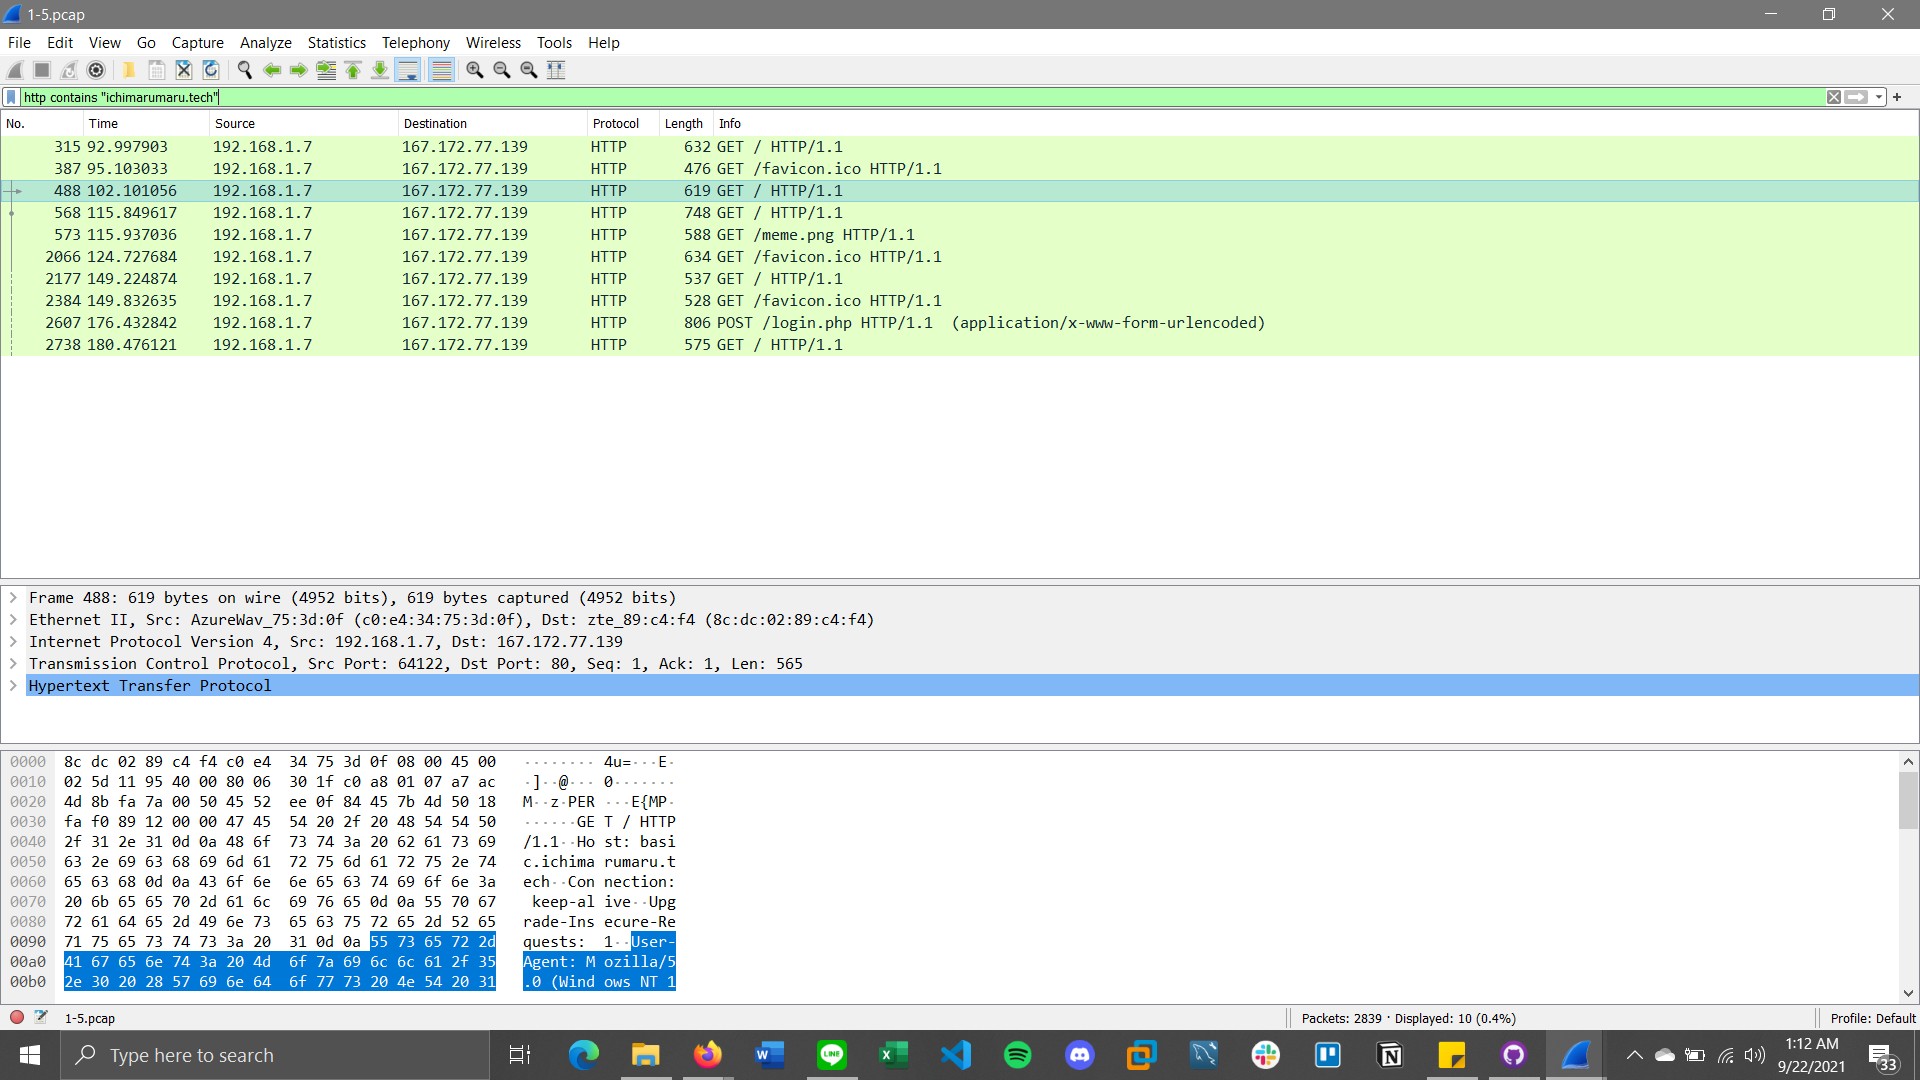 1-5.pcap
File Edit View Go Capture Analyze Statistics Telephony Wireless Tools Help
http contains "ichimarumaru.tech"
No. Time Source Destination Protocol Length Info
315 92.997903 192.168.1.7 167.172.77.139 HTTP 632 GET / HTTP/1.1
387 95.103033 192.168.1.7 167.172.77.139 HTTP 476 GET /favicon.ico HTTP/1.1
488 102.101056 192.168.1.7 167.172.77.139 HTTP 619 GET / HTTP/1.1
568 115.849617 192.168.1.7 167.172.77.139 HTTP 748 GET / HTTP/1.1
573 115.937036 192.168.1.7 167.172.77.139 HTTP 588 GET /meme.png HTTP/1.1
2066 124.727684 192.168.1.7 167.172.77.139 HTTP 634 GET /favicon.ico HTTP/1.1
2177 149.224874 192.168.1.7 167.172.77.139 HTTP 537 GET / HTTP/1.1
2384 149.832635 192.168.1.7 167.172.77.139 HTTP 528 GET /favicon.ico HTTP/1.1
2607 176.432842 192.168.1.7 167.172.77.139 HTTP 806 POST /login.php HTTP/1.1 (application/x-www-form-urlencoded)
2738 180.476121 192.168.1.7 167.172.77.139 HTTP 575 GET / HTTP/1.1
Frame 488: 619 bytes on wire (4952 bits), 619 bytes captured (4952 bits)
Ethernet II, Src: AzureWav_75:3d:0f (c0:e4:34:75:3d:0f), Dst: zte_89:c4:f4 (8c:dc:02:89:c4:f4)
Internet Protocol Version 4, Src: 192.168.1.7, Dst: 167.172.77.139
Transmission Control Protocol, Src Port: 64122, Dst Port: 80, Seq: 1, Ack: 1, Len: 565
Hypertext Transfer Protocol
0000 8c dc 02 89 c4 f4 c0 e4 34 75 3d 0f 08 00 45 00 ········ 4u=···E·
0010 02 5d 11 95 40 00 80 06 30 1f c0 a8 01 07 a7 ac ·]··@··· 0·······
0020 4d 8b fa 7a 00 50 45 52 ee 0f 84 45 7b 4d 50 18 M··z·PER ···E{MP·
0030 fa f0 89 12 00 00 47 45 54 20 2f 20 48 54 54 50 ······GE T / HTTP
0040 2f 31 2e 31 0d 0a 48 6f 73 74 3a 20 62 61 73 69 /1.1··Ho st: basi
0050 63 2e 69 63 68 69 6d 61 72 75 6d 61 72 75 2e 74 c.ichima rumaru.t
0060 65 63 68 0d 0a 43 6f 6e 6e 65 63 74 69 6f 6e 3a ech··Con nection:
0070 20 6b 65 65 70 2d 61 6c 69 76 65 0d 0a 55 70 67 keep-al ive··Upg
0080 72 61 64 65 2d 49 6e 73 65 63 75 72 65 2d 52 65 rade-Ins ecure-Re
0090 71 75 65 73 74 73 3a 20 31 0d 0a 55 73 65 72 2d quests: 1··User-
00a0 41 67 65 6e 74 3a 20 4d 6f 7a 69 6c 6c 61 2f 35 Agent: M ozilla/5
00b0 2e 30 20 28 57 69 6e 64 6f 77 73 20 4e 54 20 31 .0 (Wind ows NT 1
1-5.pcap Packets: 2839 · Displayed: 10 (0.4%) Profile: Default
Type here to search
LINE
1:12 AM
9/22/2021
33